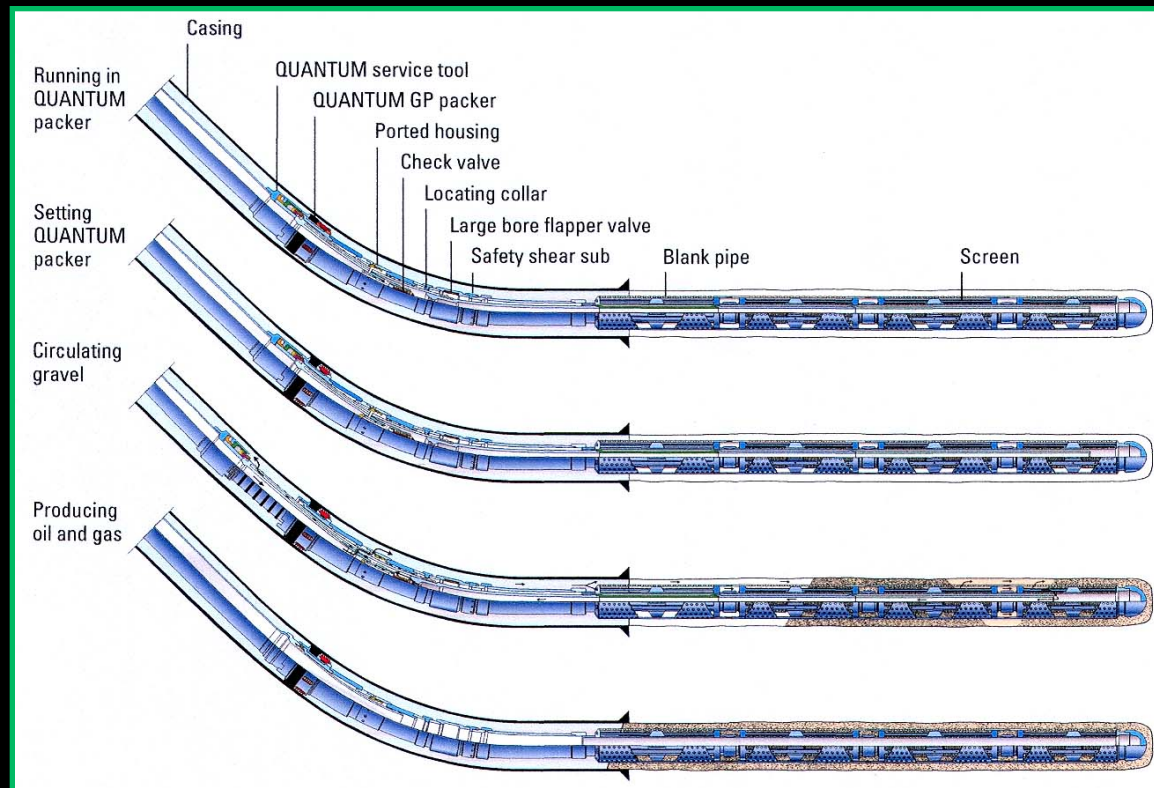 Casing
Running in
QUANTUM
packer
QUANTUM service tool
QUANTUM GP packer
Ported housing
Check valve
Locating collar
Large bore flapper valve
Safety shear sub
Blank pipe
Screen
Setting
QUANTUM
packer
Circulating
gravel
Producing
oil and gas